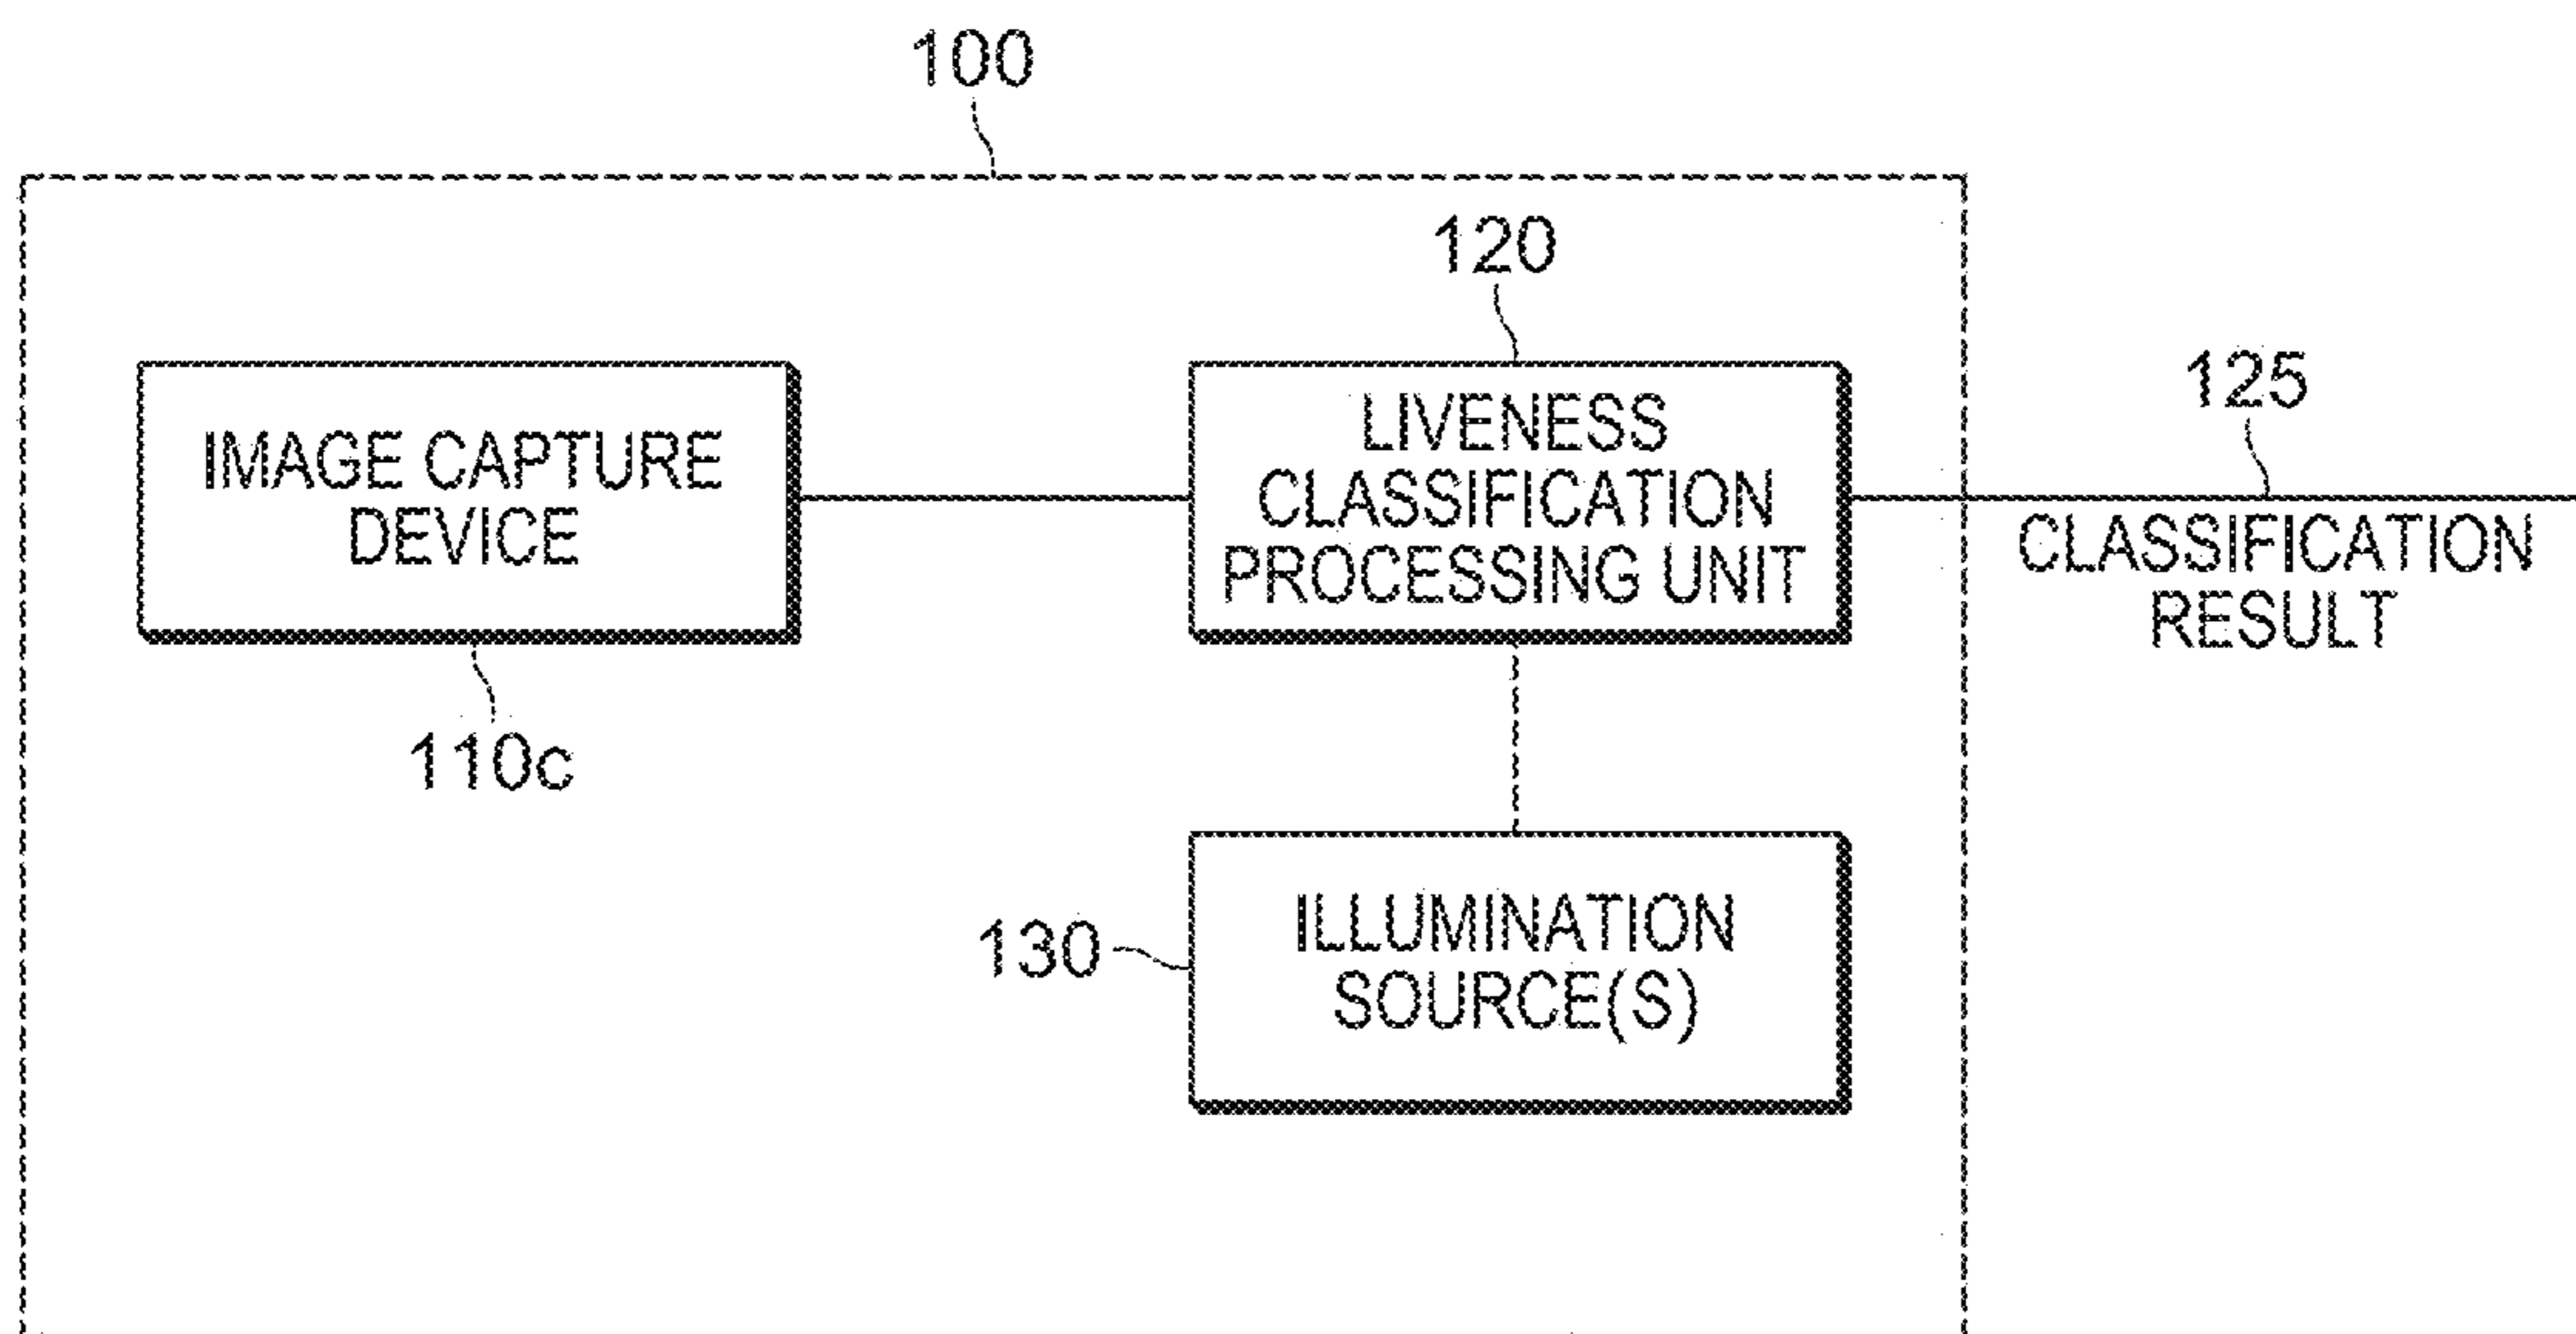 100
120
LIVENESS
CLASSIFICATION
PROCESSING UNIT
IMAGE CAPTURE
DEVICE
125
CLASSIFICATION
RESULT
110c
130
ILLUMINATION
SOURCE(S)